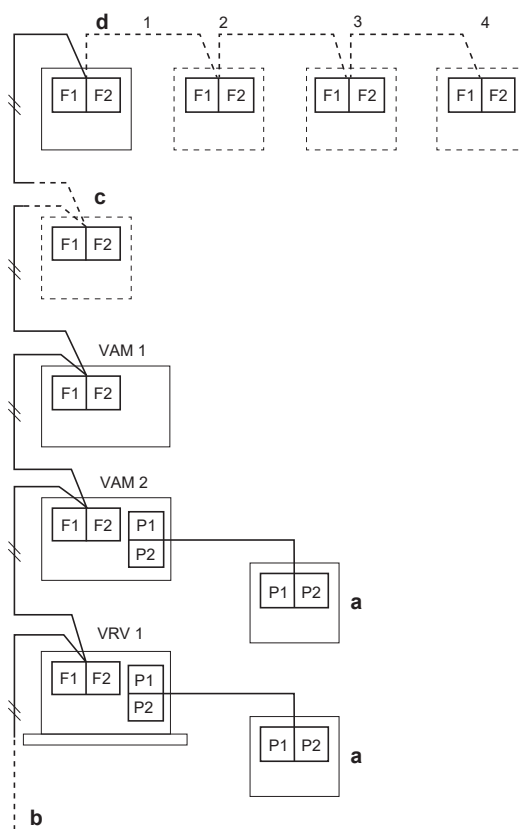 d 1 2 3 4
F1 F2 F1 F2 F1 F2 F1 F2
c
F1 F2
VAM 1
F1 F2
VAM 2
F1 F2 P1
P2
P1 P2 a
VRV 1
F1 F2 P1
P2
P1 P2 a
b